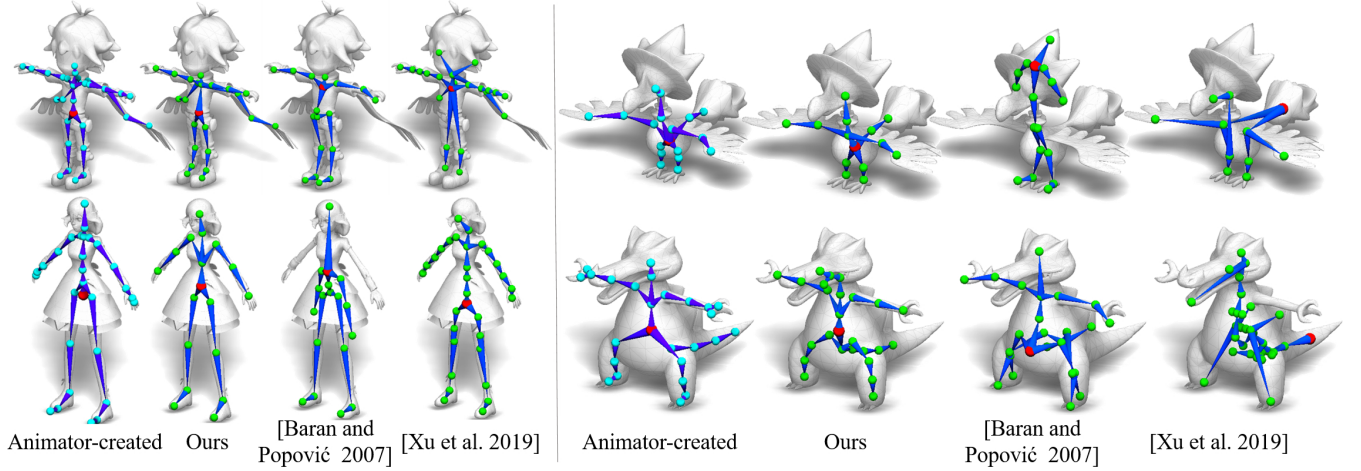 Animator-created
Ours
[Baran and
Popović 2007]
[Xu et al. 2019]
Animator-created
Ours
[Baran and
Popović 2007]
[Xu et al. 2019]